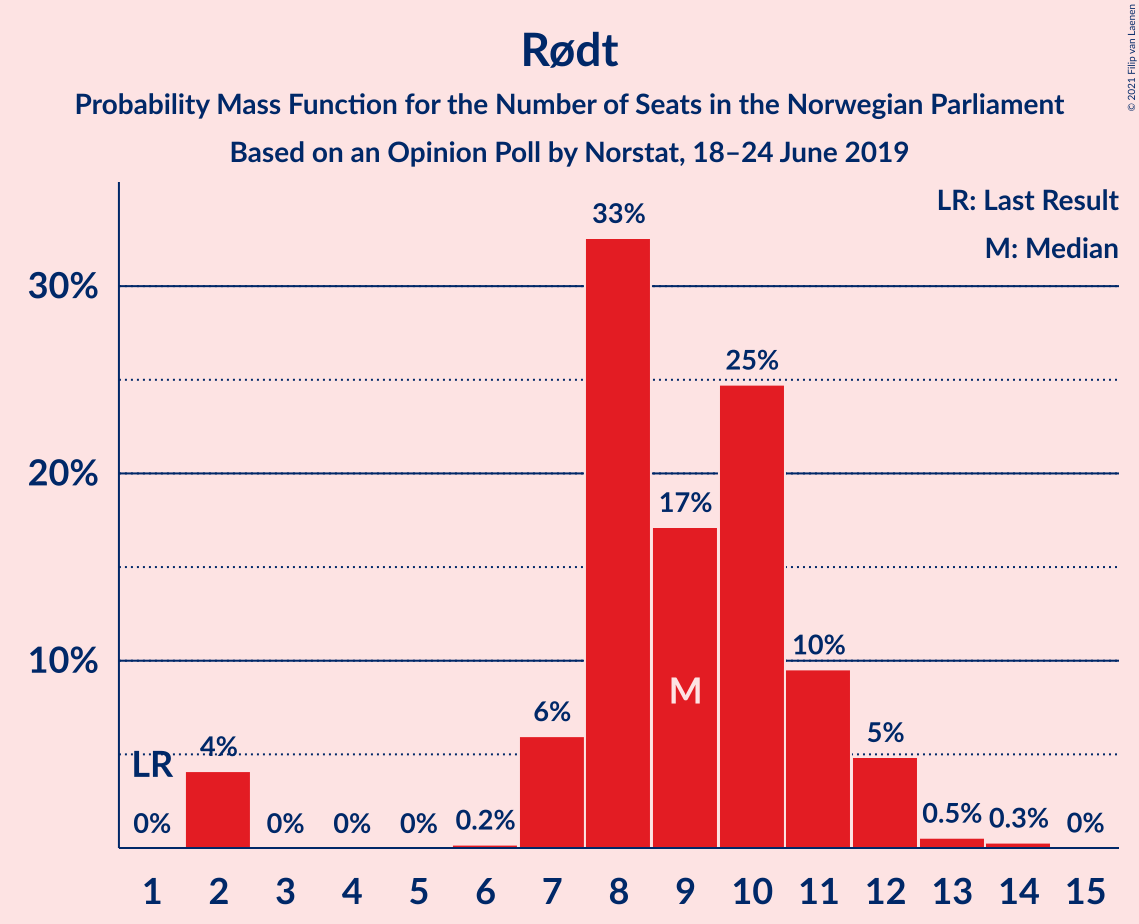 Rødt
Probability Mass Function for the Number of Seats in the Norwegian Parliament
Based on an Opinion Poll by Norstat, 18–24 June 2019
© 2021 Filip van Laenen
LR: Last Result
M: Median
30%
20%
10%
LR
M
0%
4%
0%
0%
0%
0.2%
6%
33%
17%
25%
10%
5%
0.5%
0.3%
0%
1 2 3 4 5 6 7 8 9 10 11 12 13 14 15